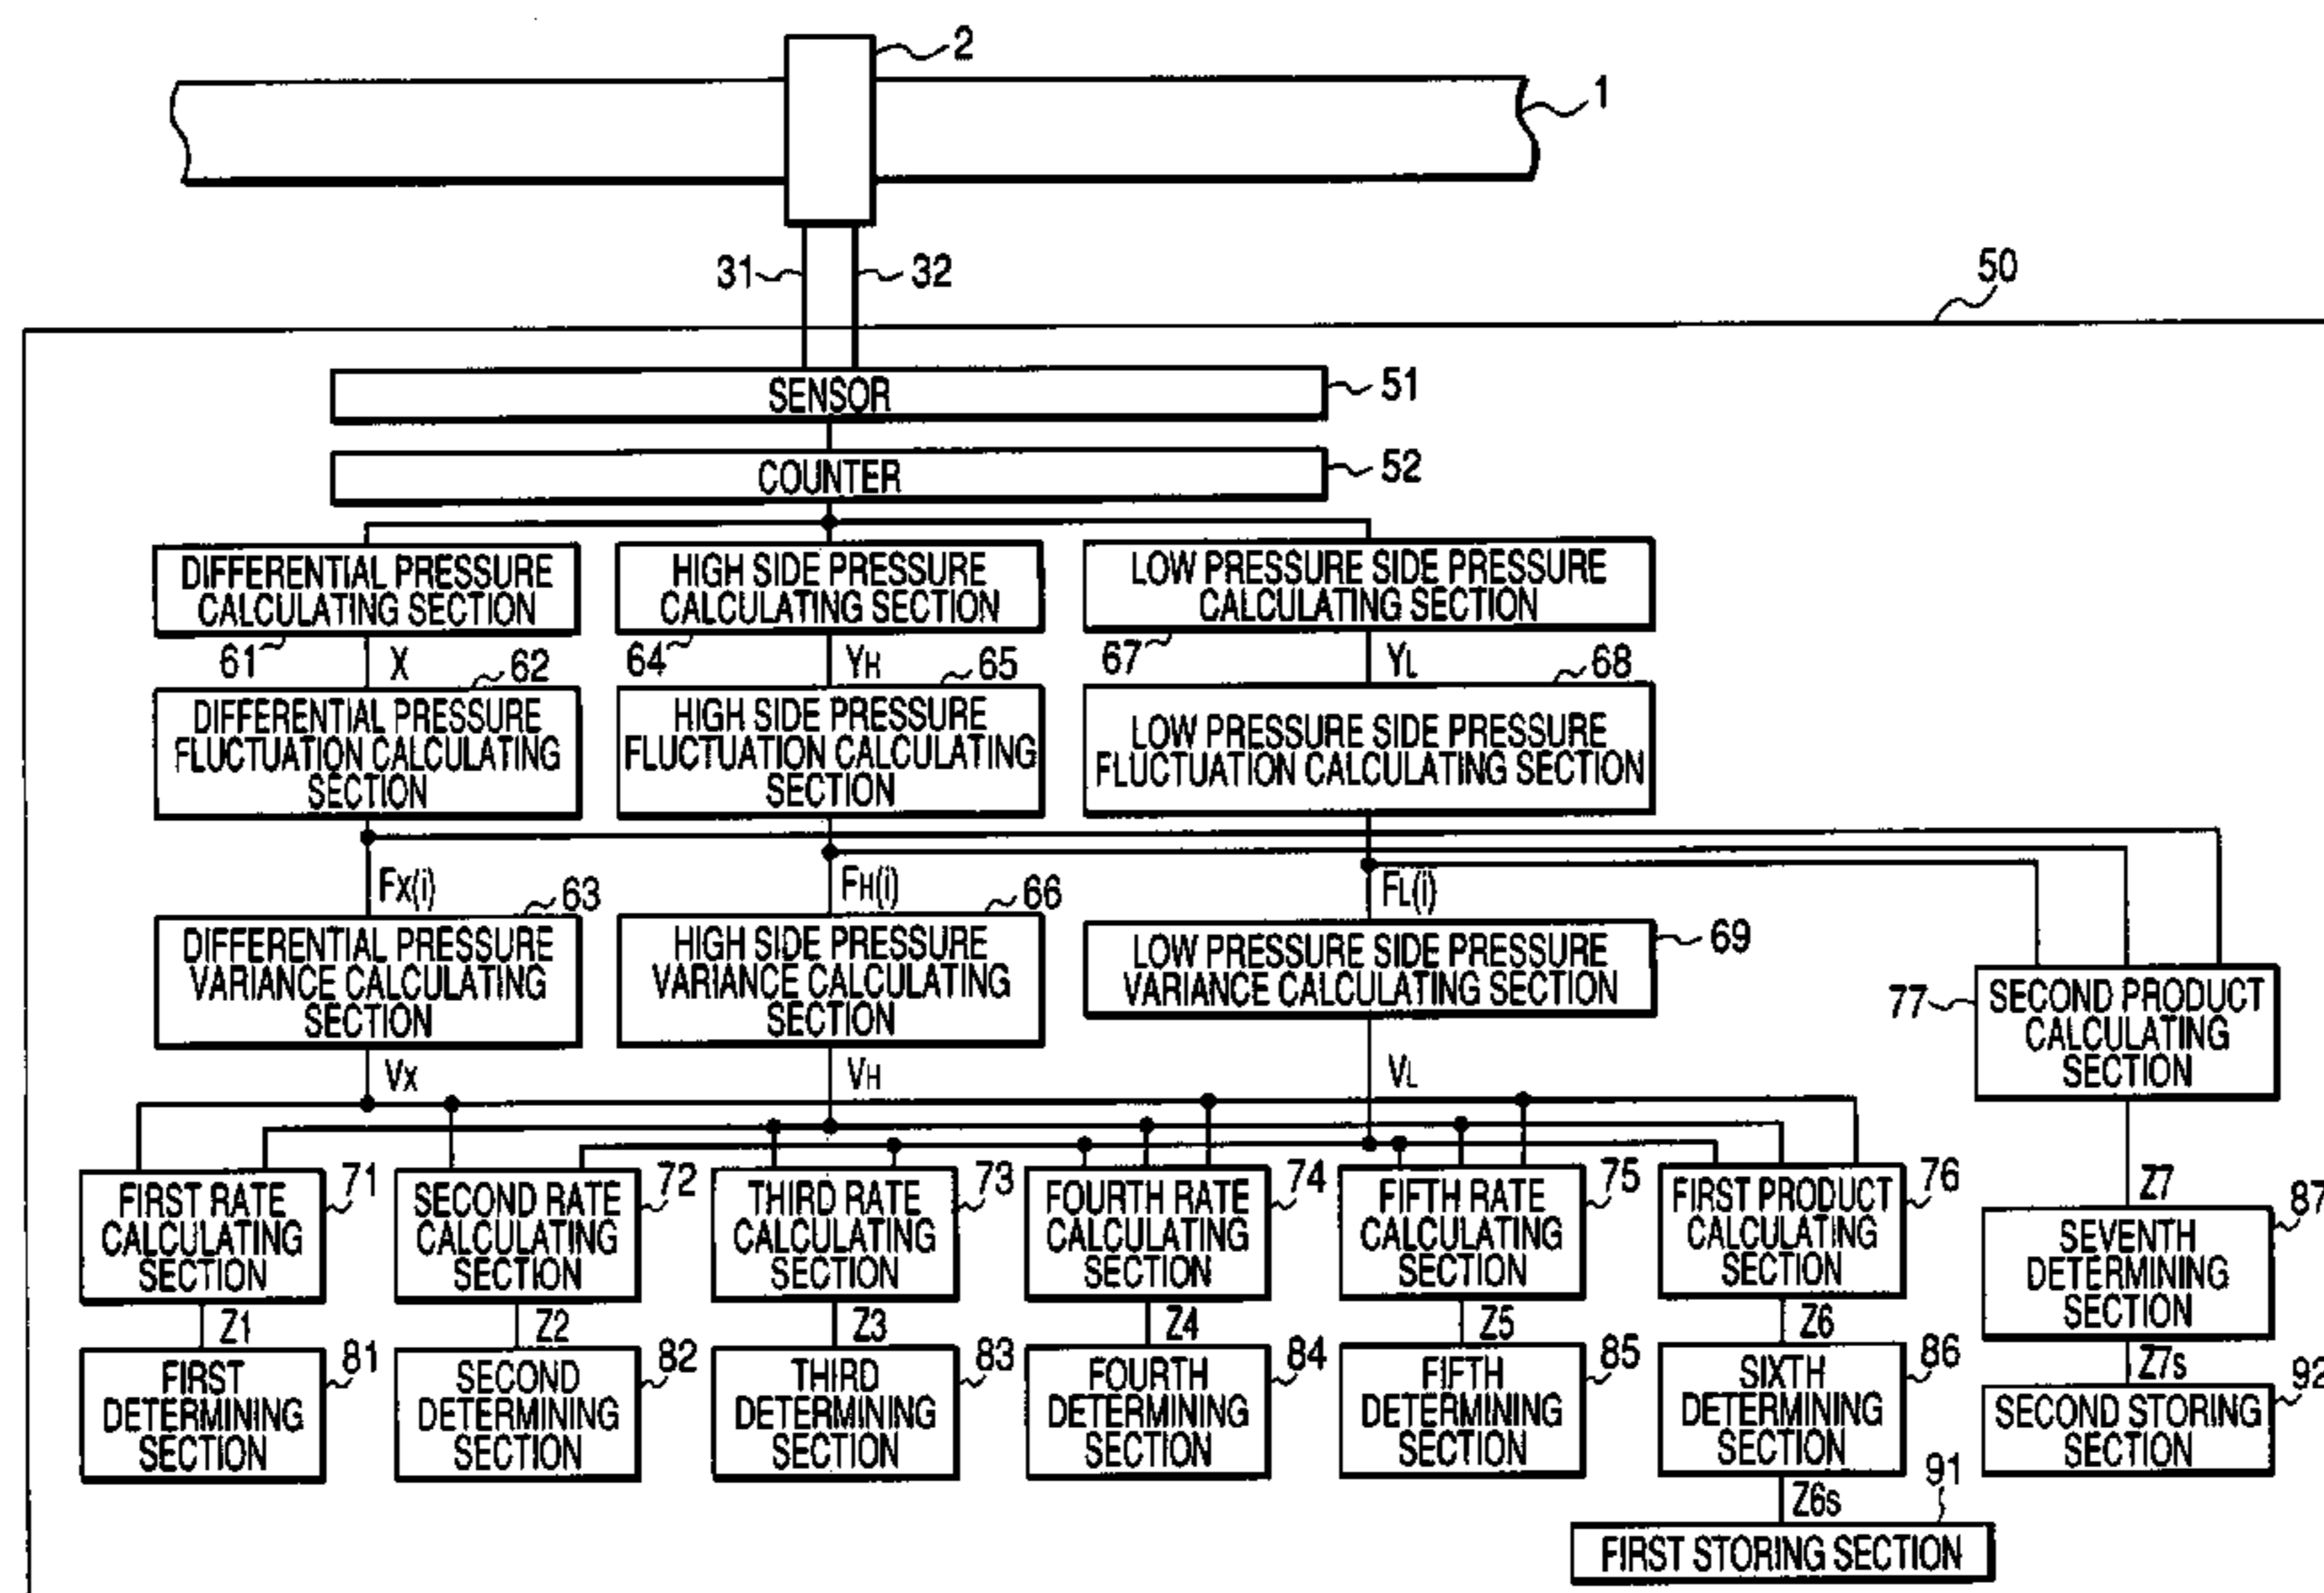 2
1
31
32
50
SENSOR
51
COUNTER
52
DIFFERENTIAL PRESSURE
CALCULATING SECTION
HIGH SIDE PRESSURE
CALCULATING SECTION
LOW PRESSURE SIDE PRESSURE
CALCULATING SECTION
61
X
62
64
YH
65
67
YL
68
DIFFERENTIAL PRESSURE
FLUCTUATION CALCULATING
SECTION
HIGH SIDE PRESSURE
FLUCTUATION CALCULATING
SECTION
LOW PRESSURE SIDE PRESSURE
FLUCTUATION CALCULATING SECTION
FX(i)
63
FH(i)
66
FL(i)
DIFFERENTIAL PRESSURE
VARIANCE CALCULATING
SECTION
HIGH SIDE PRESSURE
VARIANCE CALCULATING
SECTION
LOW PRESSURE SIDE PRESSURE
VARIANCE CALCULATING SECTION
69
77
SECOND PRODUCT
CALCULATING
SECTION
VX
VH
VL
FIRST RATE
CALCULATING
SECTION
71
SECOND RATE
CALCULATING
SECTION
72
THIRD RATE
CALCULATING
SECTION
73
FOURTH RATE
CALCULATING
SECTION
74
FIFTH RATE
CALCULATING
SECTION
75
FIRST PRODUCT
CALCULATING
SECTION
76
Z7
SEVENTH
DETERMINING
SECTION
87
Z1
Z2
Z3
Z4
Z5
Z6
FIRST
DETERMINING
SECTION
81
SECOND
DETERMINING
SECTION
82
THIRD
DETERMINING
SECTION
83
FOURTH
DETERMINING
SECTION
84
FIFTH
DETERMINING
SECTION
85
SIXTH
DETERMINING
SECTION
86
Z7s
SECOND STORING
SECTION
92
Z6s
91
FIRST STORING SECTION